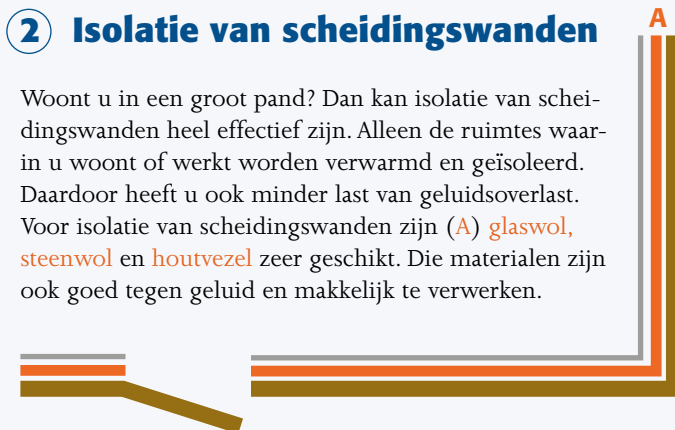 2 Isolatie van scheidingswanden
A
Woont u in een groot pand? Dan kan isolatie van schei-
dingswanden heel effectief zijn. Alleen de ruimtes waar-
in u woont of werkt worden verwarmd en geïsoleerd.
Daardoor heeft u ook minder last van geluidsoverlast.
Voor isolatie van scheidingswanden zijn (A) glaswol,
steenwol en houtvezel zeer geschikt. Die materialen zijn
ook goed tegen geluid en makkelijk te verwerken.